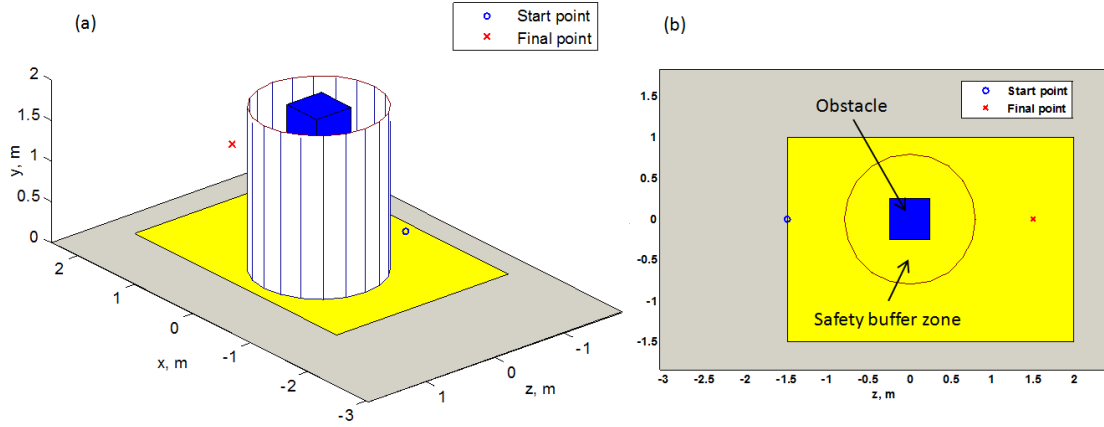 (a)
Start point
Final point
2
1.5
1
0.5
0
y, m
2
1
0
-1
-2
-3
x, m
1
0
-1
z, m
(b)
Start point
Final point
Obstacle
Safety buffer zone
1.5
1
0.5
0
-0.5
-1
-1.5
-3 -2.5 -2 -1.5 -1 -0.5 0 0.5 1 1.5 2
z, m